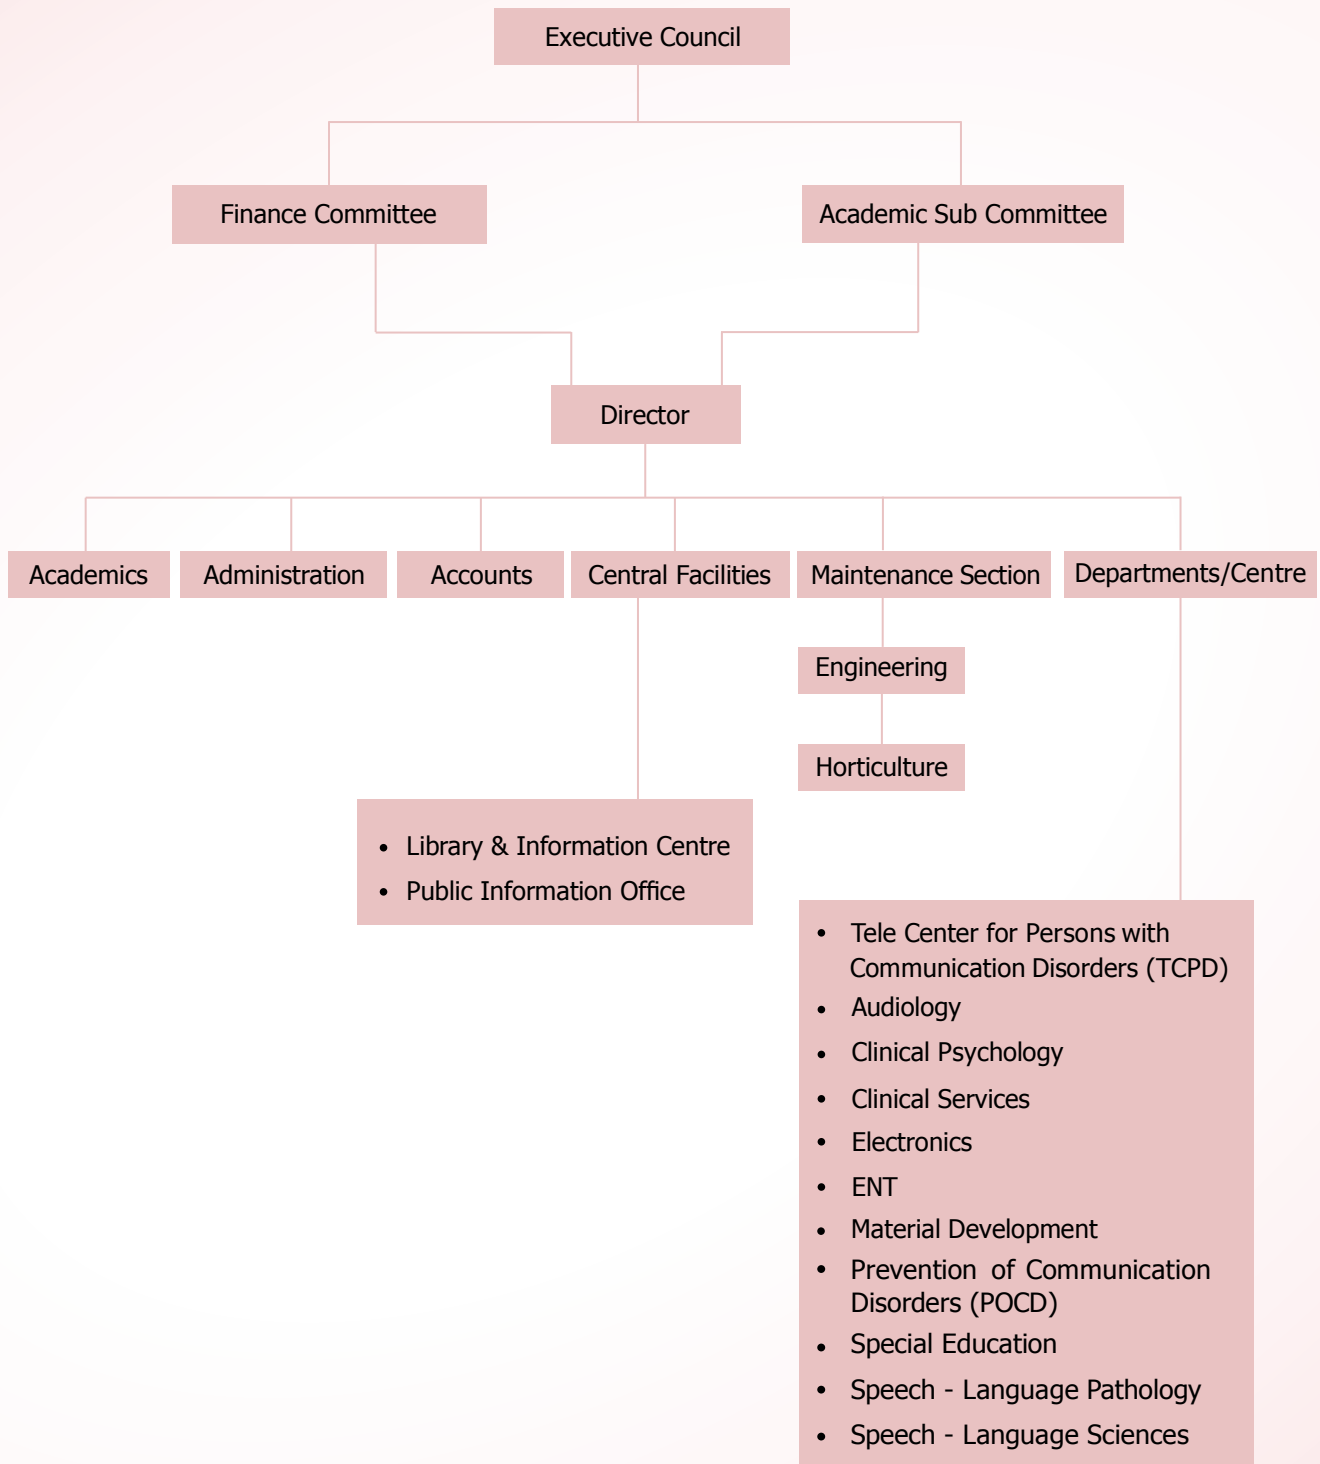 Executive Council
Finance Committee
Academic Sub Committee
Director
Academics
Administration
Accounts
Central Facilities
Maintenance Section
Departments/Centre
Engineering
Horticulture
• Library & Information Centre
• Public Information Office
• Tele Center for Persons with
Communication Disorders (TCPD)
• Audiology
• Clinical Psychology
• Clinical Services
• Electronics
• ENT
• Material Development
• Prevention of Communication
Disorders (POCD)
• Special Education
• Speech - Language Pathology
• Speech - Language Sciences